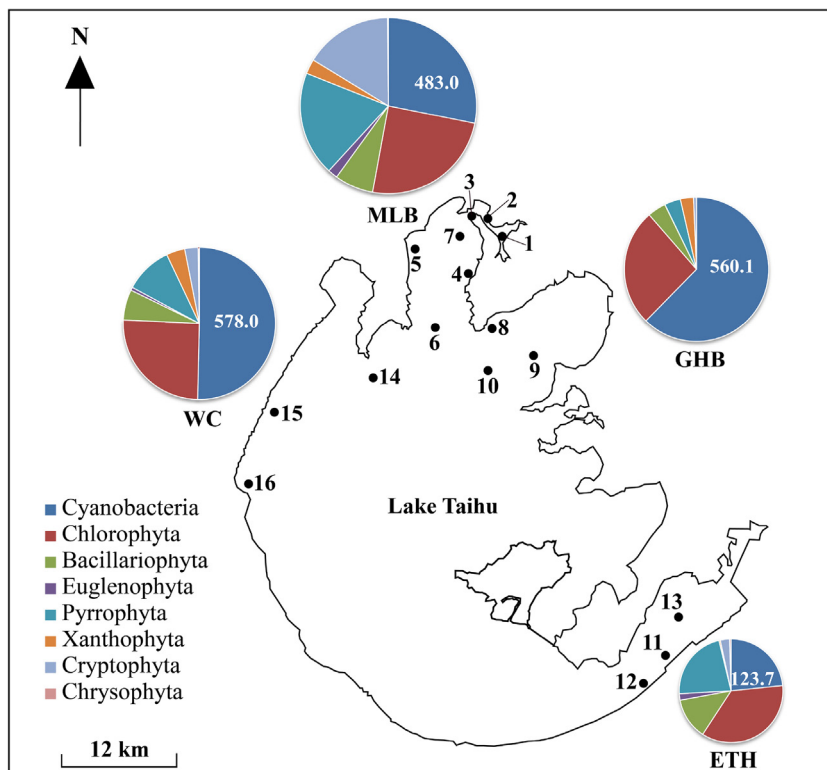 N
483.0
MLB
3
2
7
1
5
4
560.1
GHB
578.0
WC
6
8
9
10
14
15
16
Lake Taihu
Cyanobacteria
Chlorophyta
Bacillariophyta
Euglenophyta
Pyrrophyta
Xanthophyta
Cryptophyta
Chrysophyta
13
11
12
123.7
ETH
12 km